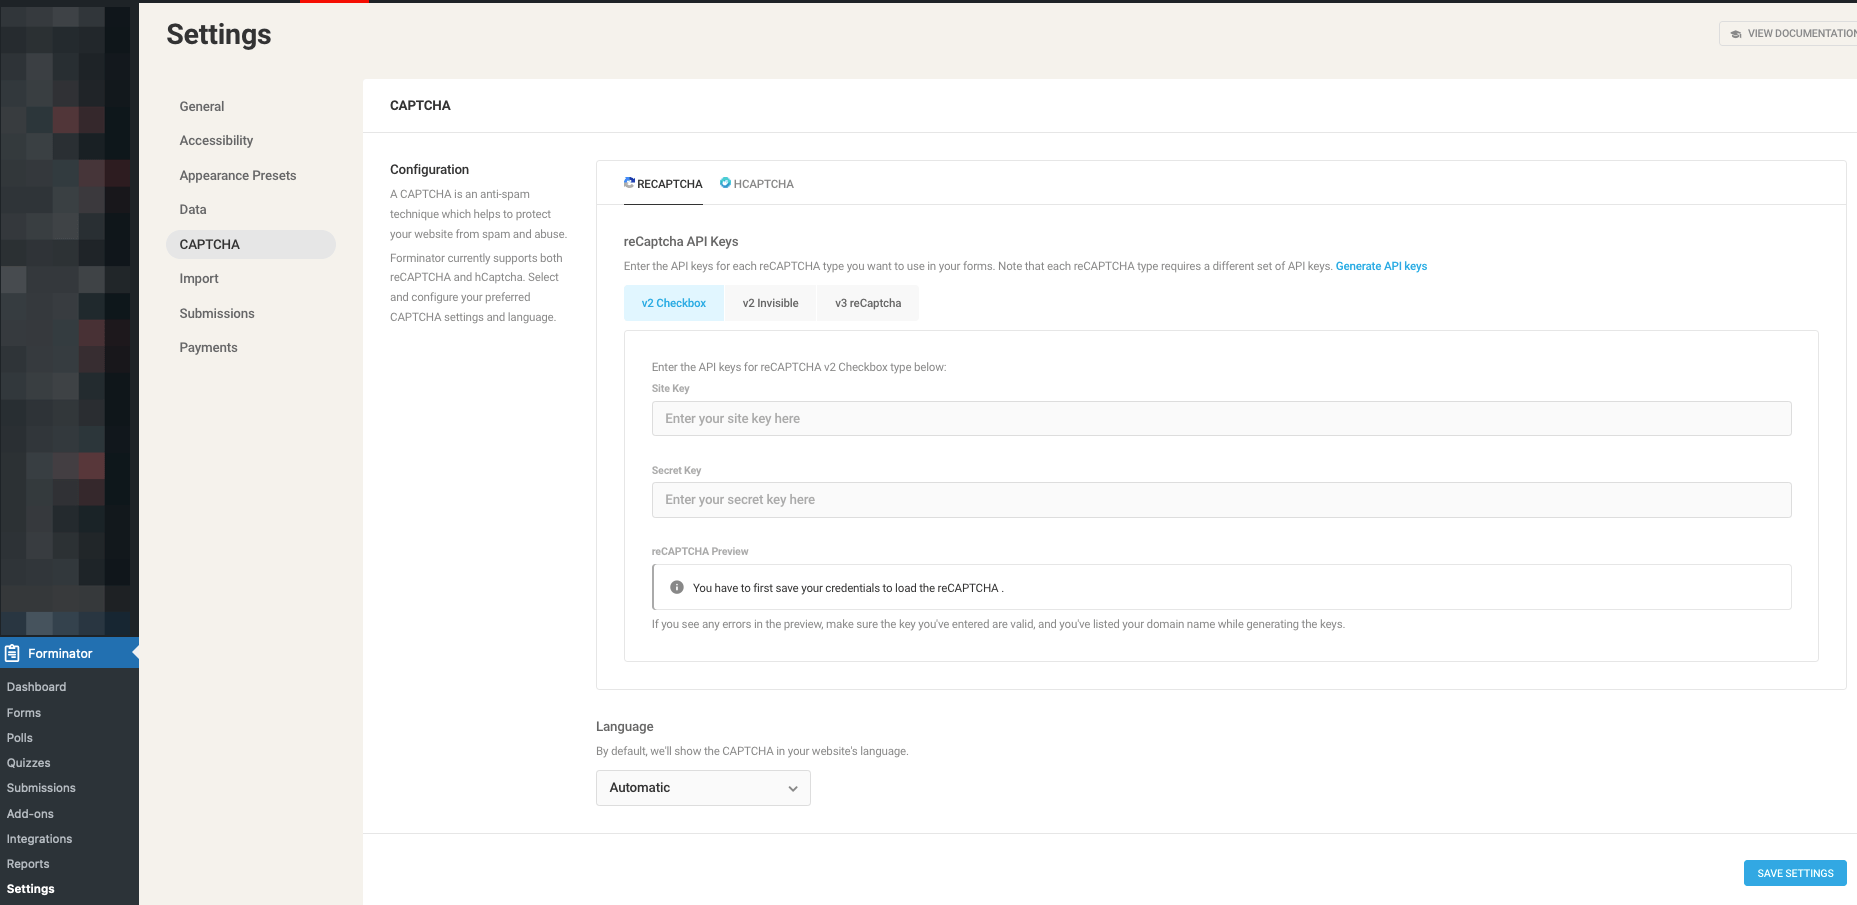 Settings
VIEW DOCUMENTATION
General
Accessibility
Appearance Presets
Data
CAPTCHA
Import
Submissions
Payments
CAPTCHA
Configuration
A CAPTCHA is an anti-spam
technique which helps to protect
your website from spam and abuse.
Forminator currently supports both
reCAPTCHA and hCaptcha. Select
and configure your preferred
CAPTCHA settings and language.
RECAPTCHA HCAPTCHA
reCaptcha API Keys
Enter the API keys for each reCAPTCHA type you want to use in your forms. Note that each reCAPTCHA type requires a different set of API keys. Generate API keys
v2 Checkbox v2 Invisible v3 reCaptcha
Enter the API keys for reCAPTCHA v2 Checkbox type below:
Site Key
Enter your site key here
Secret Key
Enter your secret key here
reCAPTCHA Preview
You have to first save your credentials to load the reCAPTCHA .
If you see any errors in the preview, make sure the key you've entered are valid, and you've listed your domain name while generating the keys.
Language
By default, we'll show the CAPTCHA in your website's language.
Automatic
SAVE SETTINGS
Forminator
Dashboard
Forms
Polls
Quizzes
Submissions
Add-ons
Integrations
Reports
Settings